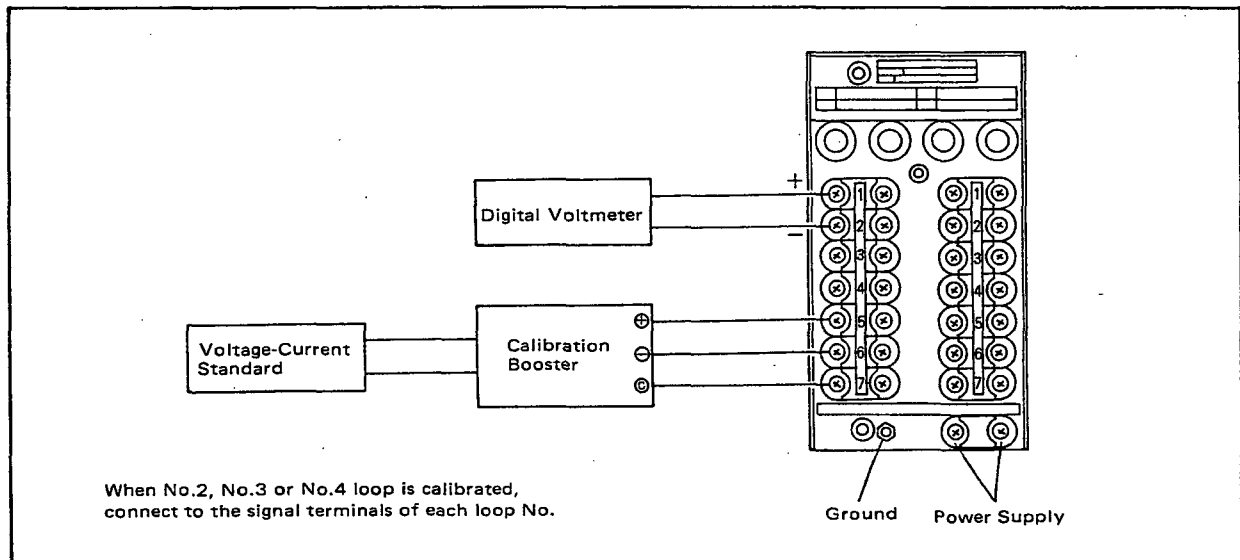 +
Digital Voltmeter
−
Voltage-Current
Standard
Calibration
Booster
⊕
⊖
Ⓒ
1
2
3
4
5
6
7
1
2
3
4
5
6
7
When No.2, No.3 or No.4 loop is calibrated,
connect to the signal terminals of each loop No.
Ground
Power Supply